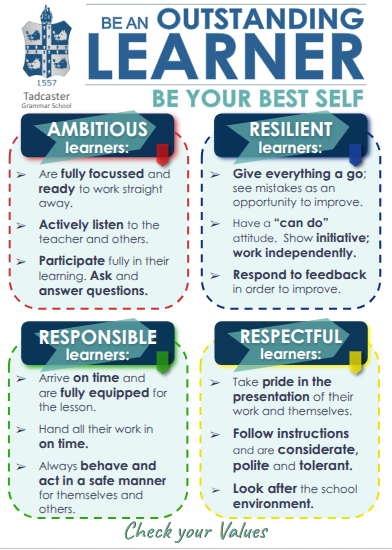 BE AN OUTSTANDING
LEARNER
BE YOUR BEST SELF
1557
Tadcaster
Grammar School
AMBITIOUS
learners:
➢ Are fully focussed and
ready to work straight
away.
➢ Actively listen to the
teacher and others.
➢ Participate fully in their
learning. Ask and
answer questions.
RESILIENT
learners:
➢ Give everything a go;
see mistakes as an
opportunity to improve.
➢ Have a “can do”
attitude. Show initiative;
work independently.
➢ Respond to feedback
in order to improve.
RESPONSIBLE
learners:
➢ Arrive on time and
are fully equipped for
the lesson.
➢ Hand all their work in
on time.
➢ Always behave and
act in a safe manner
for themselves and
others.
RESPECTFUL
learners:
➢ Take pride in the
presentation of their
work and themselves.
➢ Follow instructions
and are considerate,
polite and tolerant.
➢ Look after the school
environment.
Check your Values